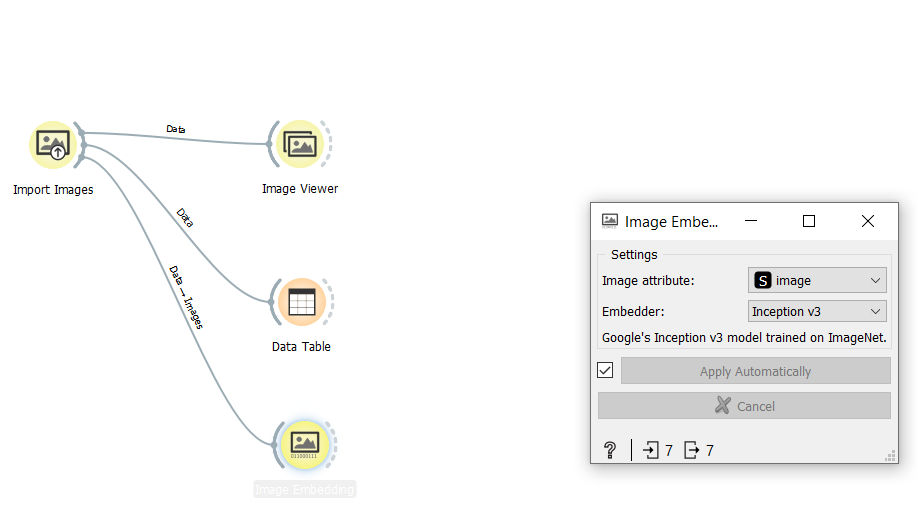 Data
Import Images
Image Viewer
Data
Data → Images
Data Table
011000111
Image Embedding
Image Embe...
Settings
Image attribute:
S image
Embedder:
Inception v3
Google's Inception v3 model trained on ImageNet.
Apply Automatically
Cancel
? 7 7